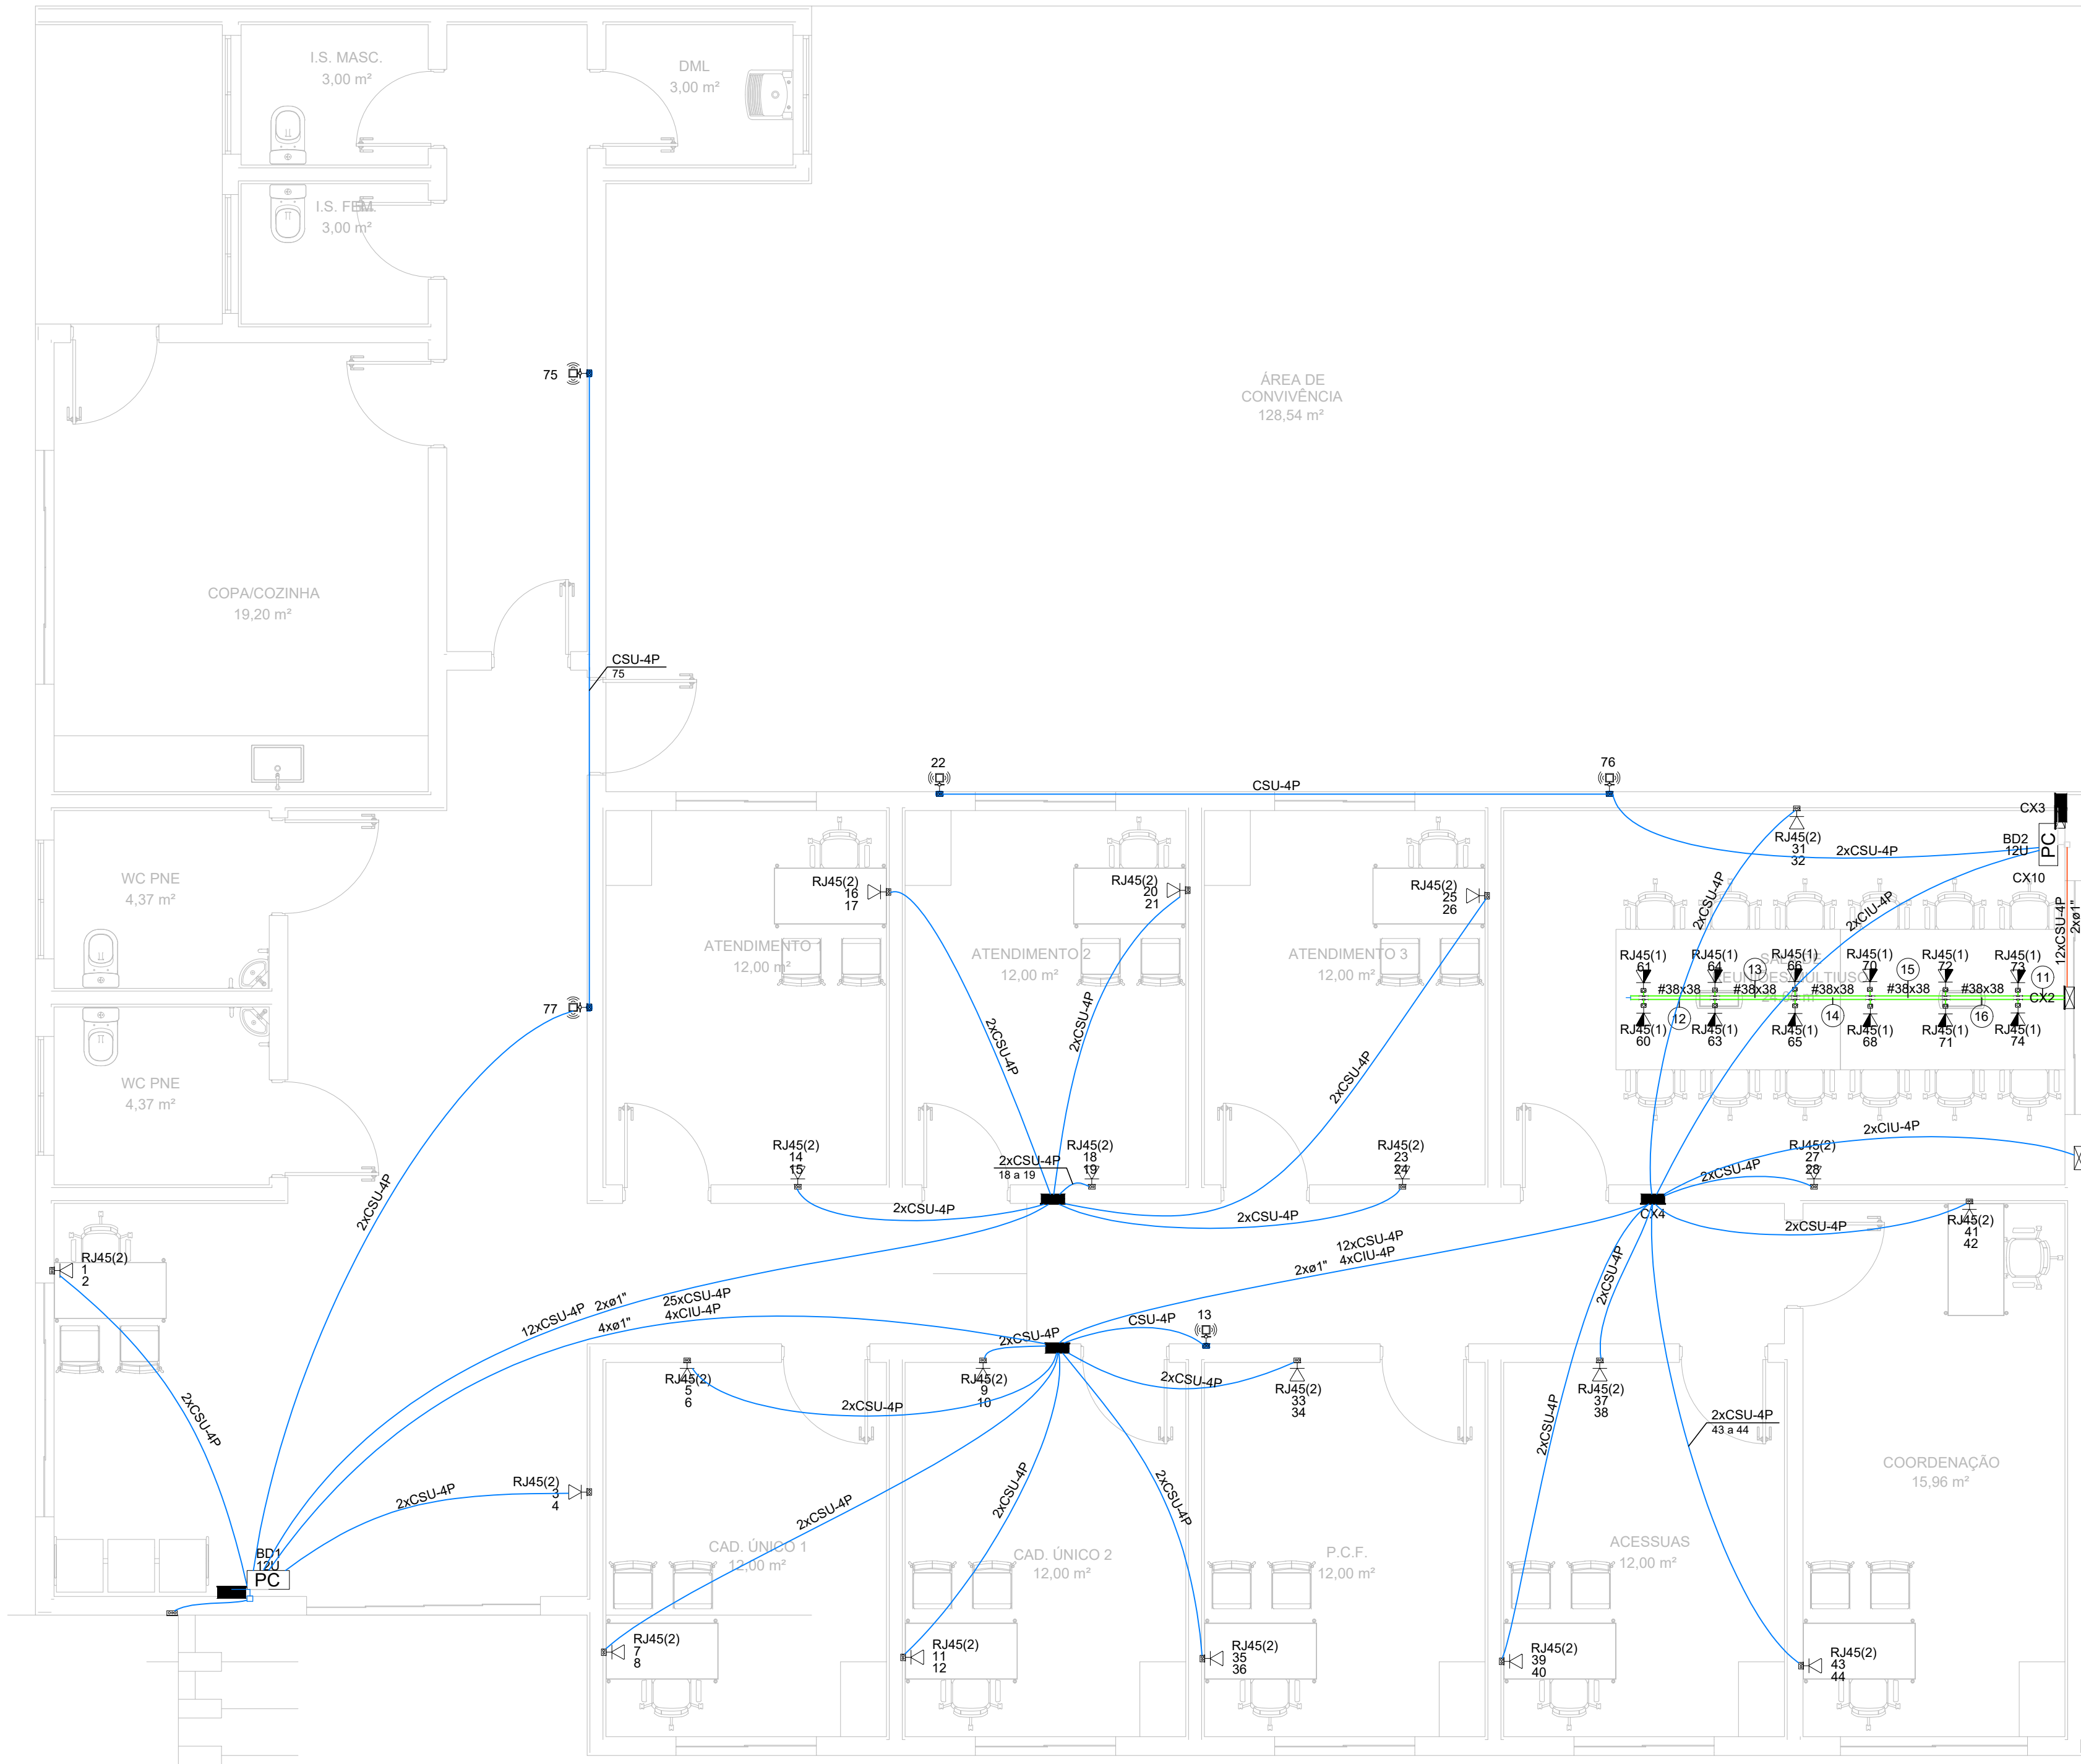 I.S. MASC.
3,00 m²
DML
3,00 m²
I.S. FEM.
3,00 m²
75
ÁREA DE
CONVIVÊNCIA
128,54 m²
COPA/COZINHA
19,20 m²
CSU-4P
75
22
CSU-4P
76
CX3
BD2
12U
PC
RJ45(2)
31
32
2xCSU-4P
CX10
WC PNE
4,37 m²
RJ45(2)
16
17
RJ45(2)
20
21
RJ45(2)
25
26
2xCSU-4P
2xCIU-4P
12xCSU-4P
2xø1"
ATENDIMENTO 1
12,00 m²
ATENDIMENTO 2
12,00 m²
ATENDIMENTO 3
12,00 m²
RJ45(1)
61
RJ45(1)
64
RJ45(1)
66
RJ45(1)
70
RJ45(1)
72
RJ45(1)
73
13
15
11
#38x38
#38x38
#38x38
#38x38
#38x38
CX2
12
14
16
RJ45(1)
60
RJ45(1)
63
RJ45(1)
65
RJ45(1)
68
RJ45(1)
71
RJ45(1)
74
77
2xCSU-4P
2xCSU-4P
2xCSU-4P
WC PNE
4,37 m²
2xCSU-4P
RJ45(2)
14
15
2xCSU-4P
18 a 19
RJ45(2)
18
19
RJ45(2)
23
24
RJ45(2)
27
28
2xCIU-4P
2xCSU-4P
2xCSU-4P
2xCSU-4P
CX4
2xCSU-4P
RJ45(2)
41
42
RJ45(2)
1
2
12xCSU-4P
2xø1"
4xCIU-4P
2xCSU-4P
12xCSU-4P
2xø1"
25xCSU-4P
4xø1"
4xCIU-4P
2xCSU-4P
CSU-4P
13
RJ45(2)
5
6
2xCSU-4P
RJ45(2)
9
10
2xCSU-4P
RJ45(2)
33
34
RJ45(2)
37
38
2xCSU-4P
43 a 44
2xCSU-4P
2xCSU-4P
COORDENAÇÃO
15,96 m²
2xCSU-4P
RJ45(2)
3
4
2xCSU-4P
2xCSU-4P
2xCSU-4P
CAD. ÚNICO 1
12,00 m²
CAD. ÚNICO 2
12,00 m²
P.C.F.
12,00 m²
ACESSUAS
12,00 m²
BD1
12U
PC
RJ45(2)
7
8
RJ45(2)
11
12
RJ45(2)
35
36
RJ45(2)
39
40
RJ45(2)
43
44